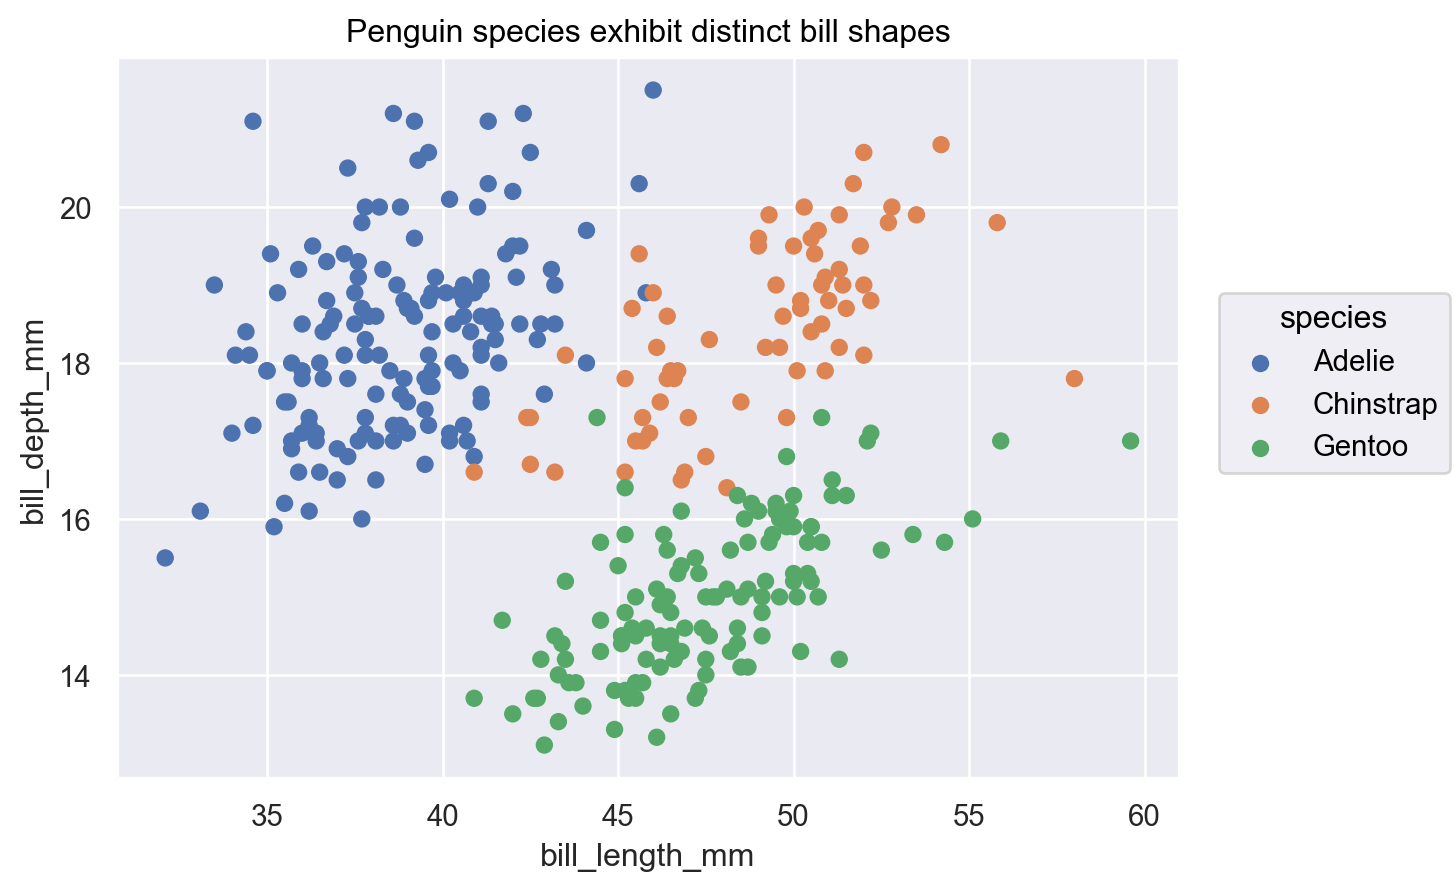 Penguin species exhibit distinct bill shapes
bill_depth_mm
20
18
16
14
35 40 45 50 55 60
bill_length_mm
species
Adelie
Chinstrap
Gentoo